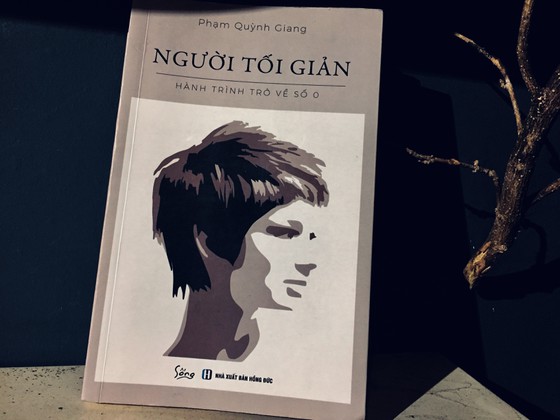 Phạm Quỳnh Giang
NGƯỜI TỐI GIẢN
HÀNH TRÌNH TRỞ VỀ SỐ 0
Sống
NHÀ XUẤT BẢN HỒNG ĐỨC